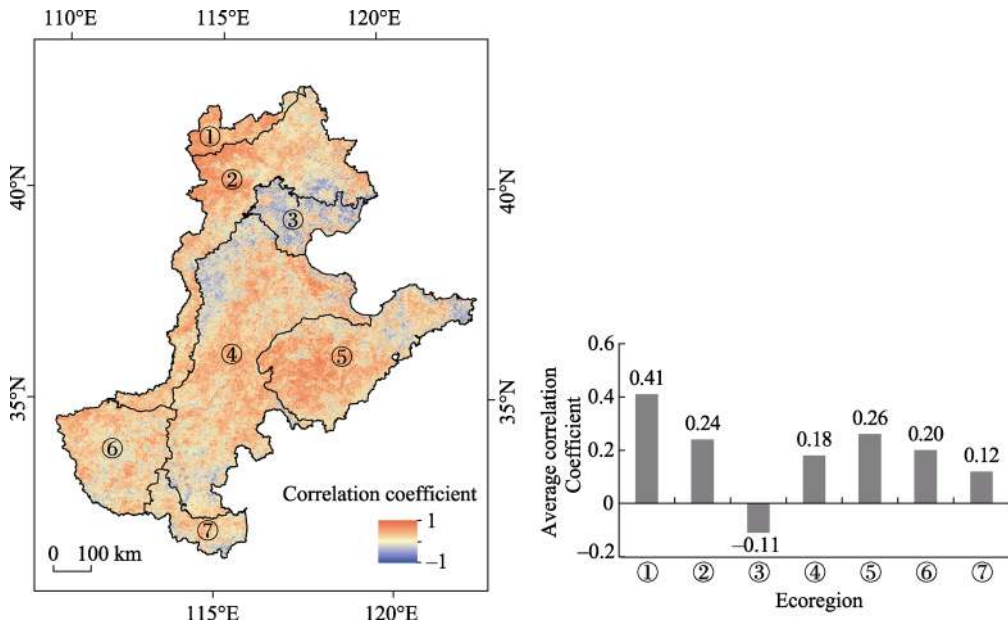 110°E 115°E 120°E
40°N
40°N
35°N
35°N
①
②
③
④
⑤
⑥
⑦
Correlation coefficient
1
−1
0 100 km
115°E 120°E
Average correlation
Coefficient
0.6
0.4
0.2
0
−0.2
0.41
0.24
−0.11
0.18
0.26
0.20
0.12
① ② ③ ④ ⑤ ⑥ ⑦
Ecoregion